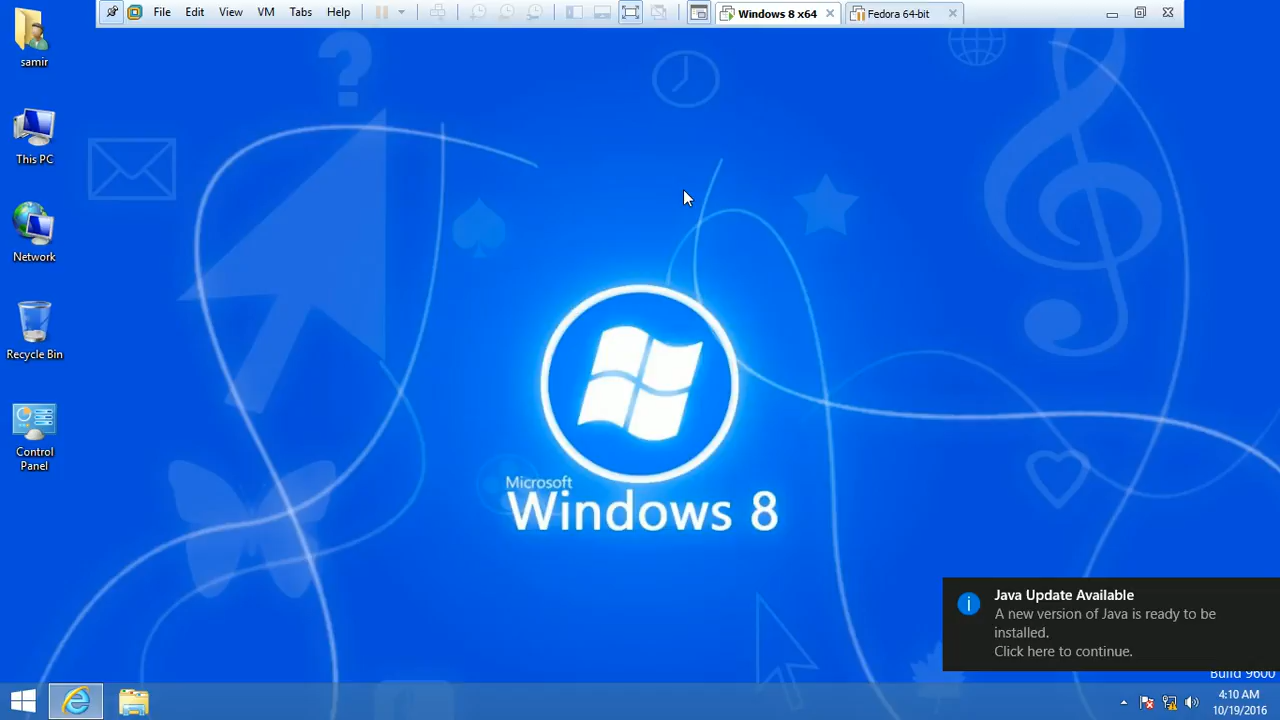 File Edit View VM Tabs Help
Windows 8 x64
Fedora 64-bit
samir
This PC
Network
Recycle Bin
Control
Panel
?
Microsoft
Windows 8
Java Update Available
A new version of Java is ready to be
installed.
Click here to continue.
Build 9600
4:10 AM
10/19/2016